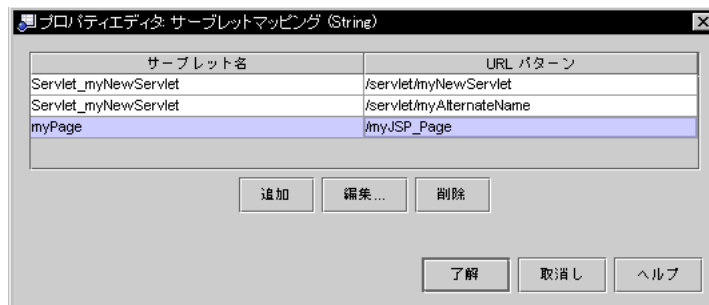 プロパティエディタ: サーブレットマッピング (String)
サーブレット名 URL パターン
Servlet_myNewServlet /servlet/myNewServlet
Servlet_myNewServlet /servlet/myAlternateName
myPage /myJSP_Page
追加 編集... 削除
了解 取消し ヘルプ